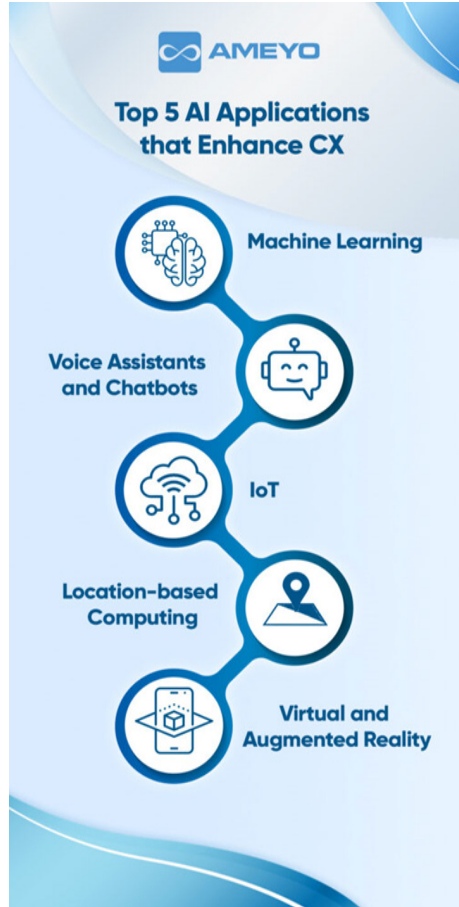 AMEYO
Top 5 AI Applications
that Enhance CX
Machine Learning
Voice Assistants
and Chatbots
IoT
Location-based
Computing
Virtual and
Augmented Reality